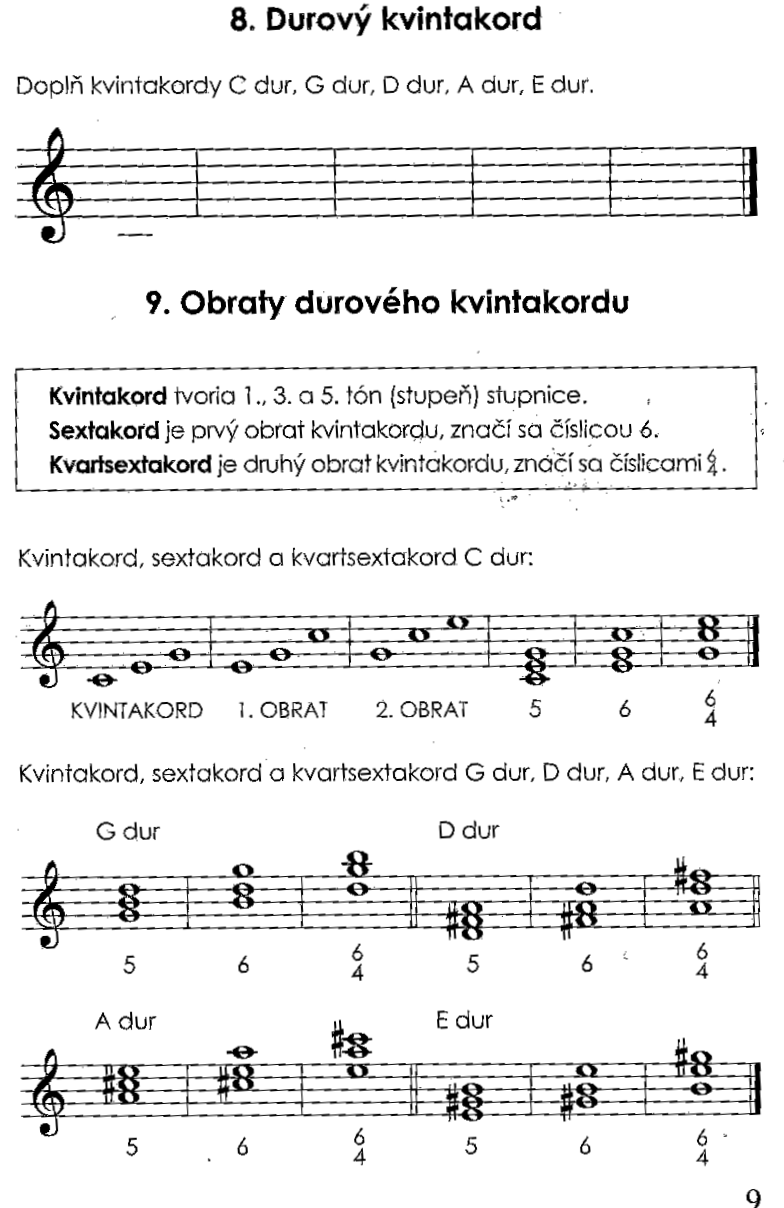 8. Durový kvintakord
Doplň kvintakordy C dur, G dur, D dur, A dur, E dur.
9. Obraty durového kvintakordu
Kvintakord tvoria 1., 3. a 5. tón (stupeň) stupnice.
Sextakord je prvý obrat kvintakordu, značí sa číslicou 6.
Kvartsextakord je druhý obrat kvintakordu, značí sa číslicami 6 4.
Kvintakord, sextakord a kvartsextakord C dur:
KVINTAKORD 1. OBRAT 2. OBRAT 5 6 6 4
Kvintakord, sextakord a kvartsextakord G dur, D dur, A dur, E dur:
G dur D dur
5 6 6 4 5 6 6 4
A dur E dur
5 6 6 4 5 6 6 4
9